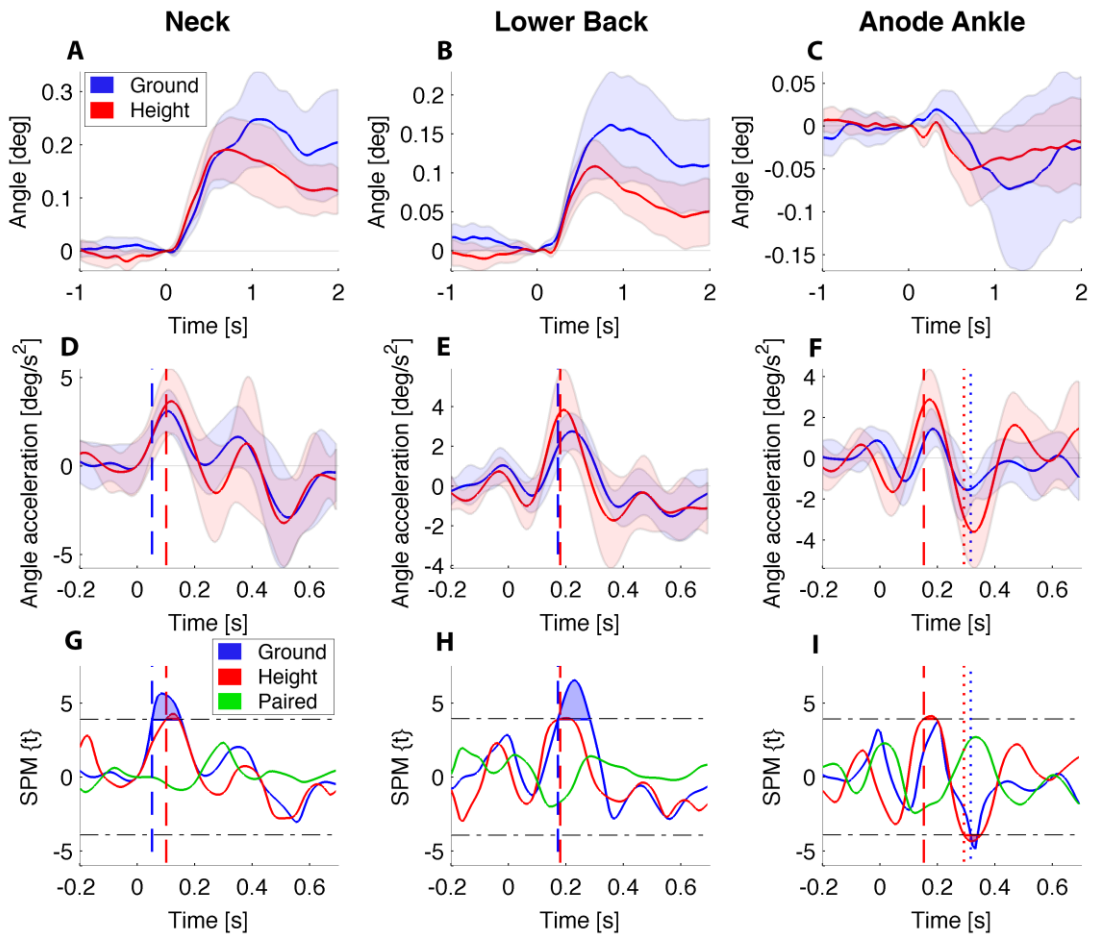 Neck
Lower Back
Anode Ankle
A
Ground
Height
Angle [deg]
0.3
0.2
0.1
0
-1 0 1 2
Time [s]
B
Angle [deg]
0.2
0.15
0.1
0.05
0
-1 0 1 2
Time [s]
C
Angle [deg]
0.05
0
-0.05
-0.1
-0.15
-1 0 1 2
Time [s]
D
Angle acceleration [deg/s²]
5
0
-5
-0.2 0 0.2 0.4 0.6
Time [s]
E
Angle acceleration [deg/s²]
4
2
0
-2
-4
-0.2 0 0.2 0.4 0.6
Time [s]
F
Angle acceleration [deg/s²]
4
2
0
-2
-4
-0.2 0 0.2 0.4 0.6
Time [s]
G
Ground
Height
Paired
SPM {t}
5
0
-5
-0.2 0 0.2 0.4 0.6
Time [s]
H
SPM {t}
5
0
-5
-0.2 0 0.2 0.4 0.6
Time [s]
I
SPM {t}
5
0
-5
-0.2 0 0.2 0.4 0.6
Time [s]